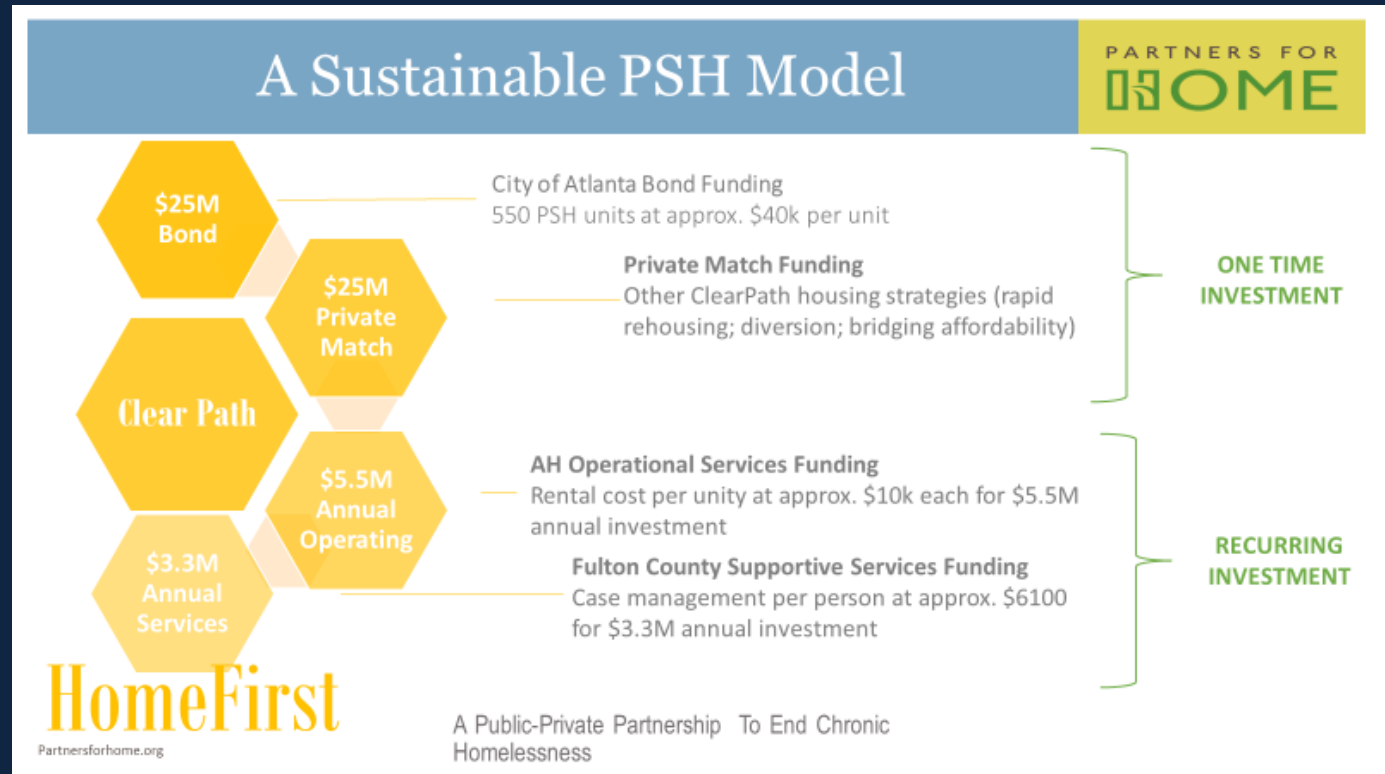 A Sustainable PSH Model
PARTNERS FOR
HOME
$25M
Bond
City of Atlanta Bond Funding
550 PSH units at approx. $40k per unit
$25M
Private
Match
Private Match Funding
Other ClearPath housing strategies (rapid
rehousing; diversion; bridging affordability)
ONE TIME
INVESTMENT
Clear Path
$5.5M
Annual
Operating
AH Operational Services Funding
Rental cost per unity at approx. $10k each for $5.5M
annual investment
$3.3M
Annual
Services
Fulton County Supportive Services Funding
Case management per person at approx. $6100
for $3.3M annual investment
RECURRING
INVESTMENT
HomeFirst
Partnersforhome.org
A Public-Private Partnership To End Chronic
Homelessness